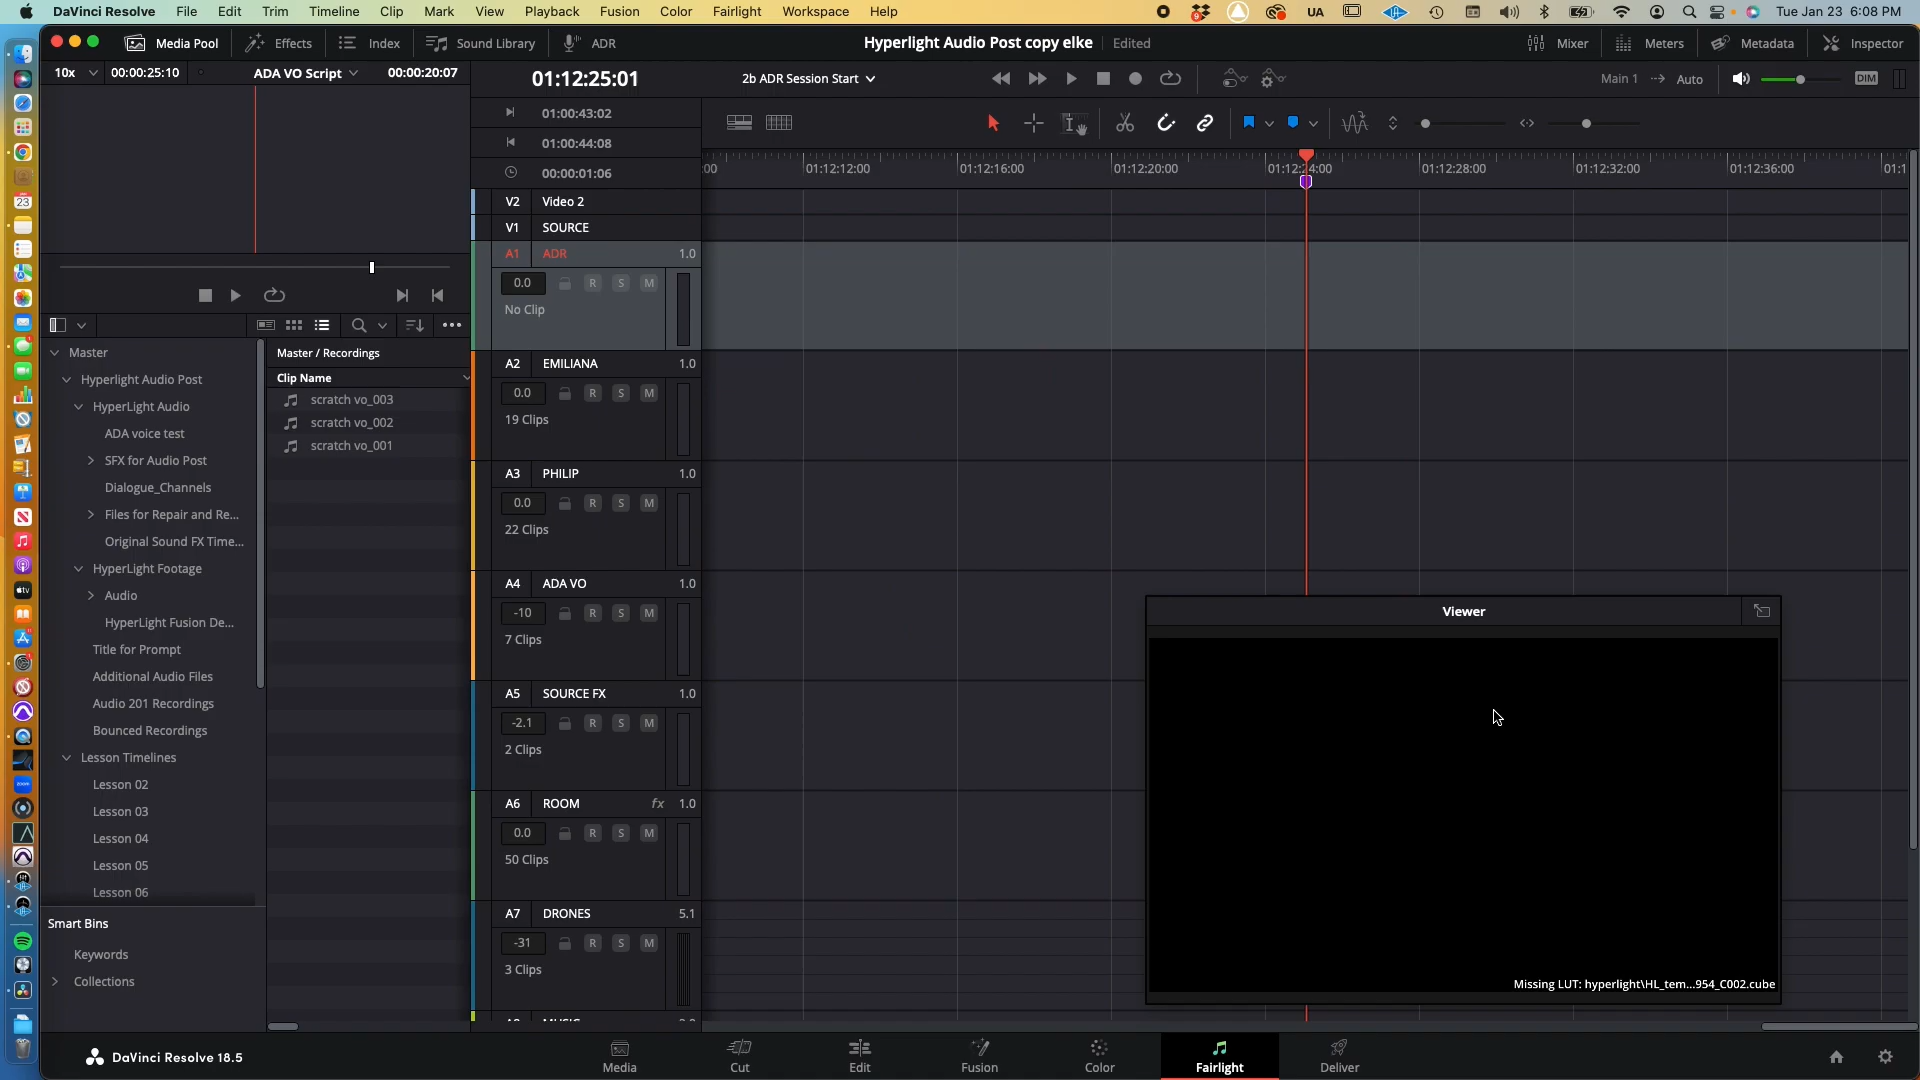 DaVinci Resolve File Edit Trim Timeline Clip Mark View Playback Fusion Color Fairlight Workspace Help
UA Tue Jan 23 6:08 PM
Media Pool Effects Index Sound Library ADR Hyperlight Audio Post copy elke Edited Mixer Meters Metadata Inspector
10x 00:00:25:10 ADA VO Script 00:00:20:07
01:12:25:01 2b ADR Session Start Main 1 Auto DIM
01:00:43:02
01:00:44:08
00:00:01:06
:00 01:12:12:00 01:12:16:00 01:12:20:00 01:12:24:00 01:12:28:00 01:12:32:00 01:12:36:00 01:1
V2 Video 2
V1 SOURCE
A1 ADR 1.0
0.0 R S M
No Clip
A2 EMILIANA 1.0
0.0 R S M
19 Clips
A3 PHILIP 1.0
0.0 R S M
22 Clips
A4 ADA VO 1.0
-10 R S M
7 Clips
A5 SOURCE FX 1.0
-2.1 R S M
2 Clips
A6 ROOM fx 1.0
0.0 R S M
50 Clips
A7 DRONES 5.1
-31 R S M
3 Clips
Master
Hyperlight Audio Post
HyperLight Audio
ADA voice test
SFX for Audio Post
Dialogue_Channels
Files for Repair and Re...
Original Sound FX Time...
HyperLight Footage
Audio
HyperLight Fusion De...
Title for Prompt
Additional Audio Files
Audio 201 Recordings
Bounced Recordings
Lesson Timelines
Lesson 02
Lesson 03
Lesson 04
Lesson 05
Lesson 06
Smart Bins
Keywords
Collections
Master / Recordings
Clip Name
scratch vo_003
scratch vo_002
scratch vo_001
Viewer
Missing LUT: hyperlight\HL_tem...954_C002.cube
DaVinci Resolve 18.5
Media Cut Edit Fusion Color Fairlight Deliver